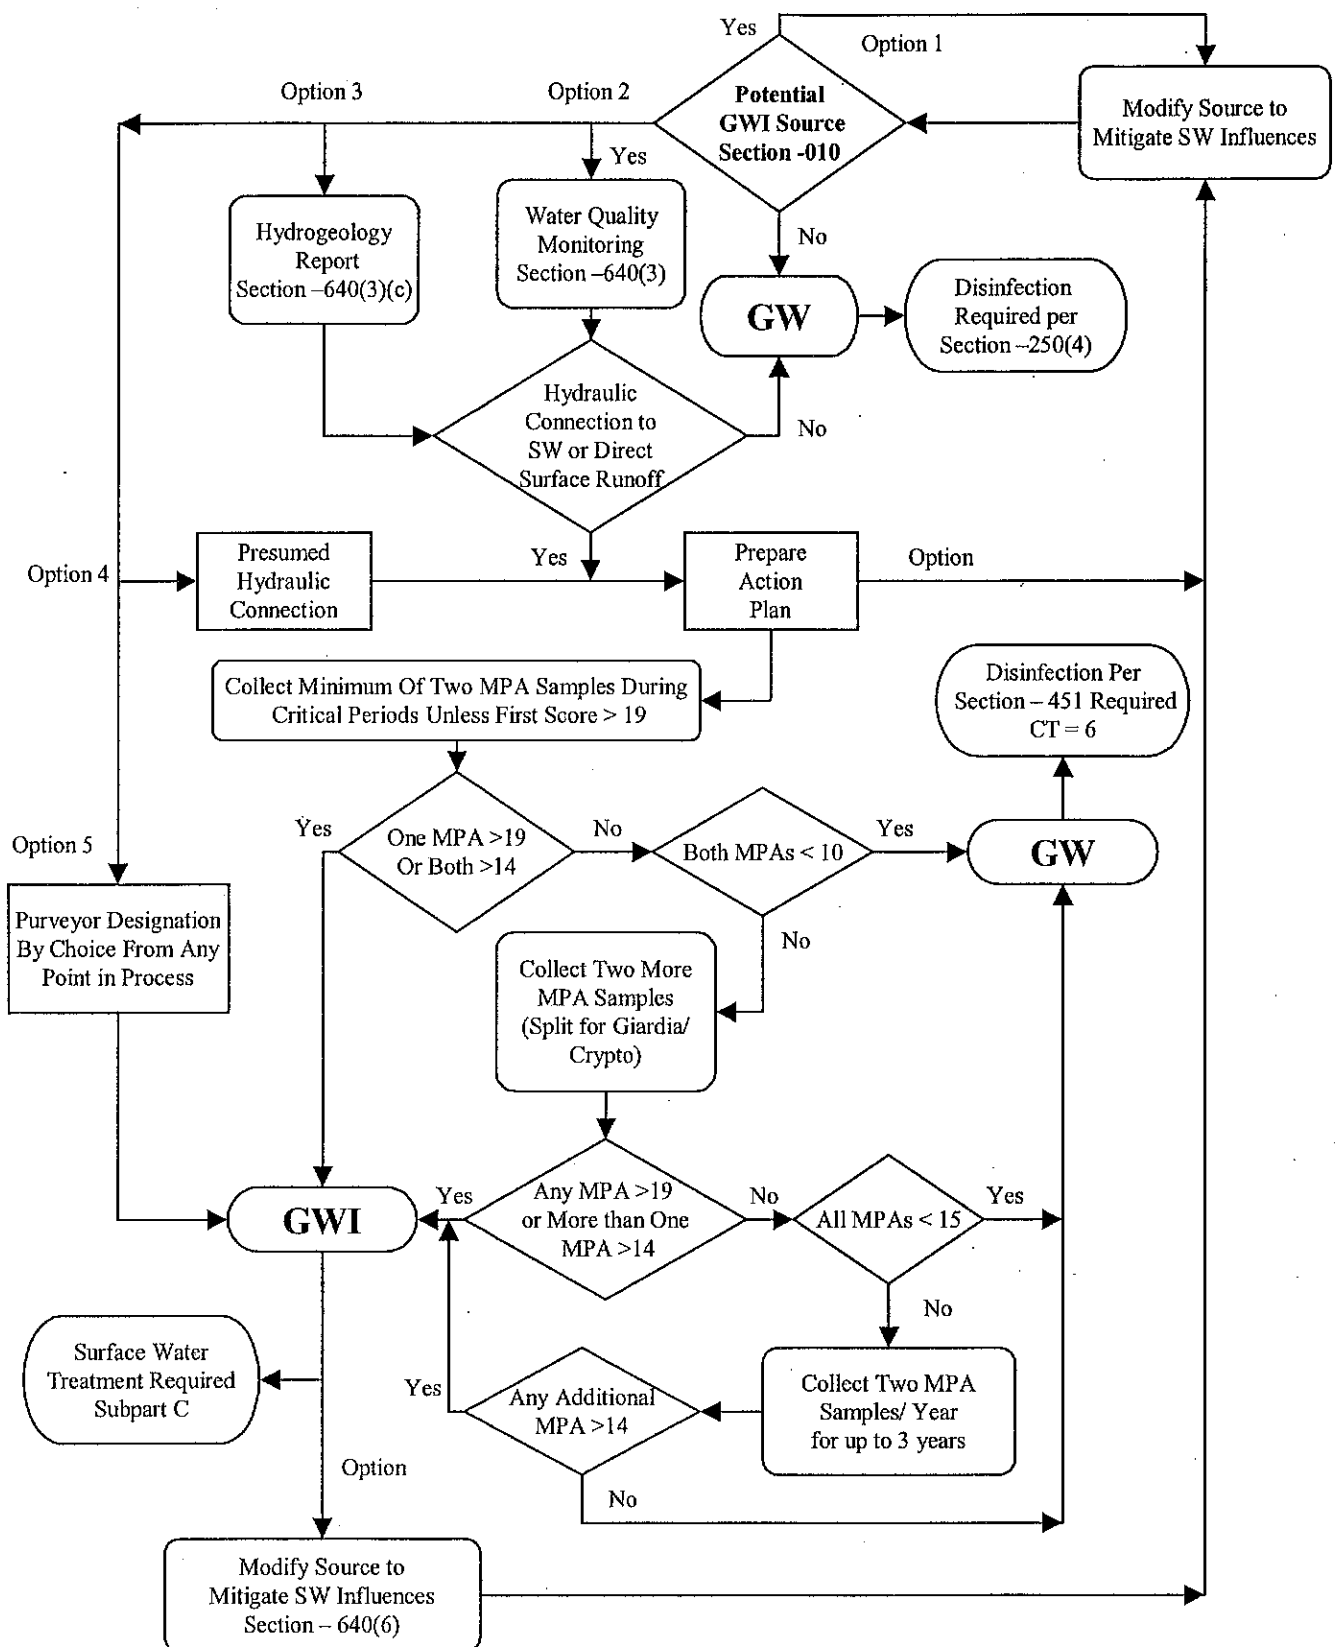 Yes
Option 1
Option 3
Option 2
Potential
GWI Source
Section -010
Modify Source to
Mitigate SW Influences
Yes
Hydrogeology
Report
Section –640(3)(c)
Water Quality
Monitoring
Section –640(3)
No
GW
Disinfection
Required per
Section –250(4)
Hydraulic
Connection to
SW or Direct
Surface Runoff
No
Option 4
Presumed
Hydraulic
Connection
Yes
Prepare
Action
Plan
Option
Collect Minimum Of Two MPA Samples During
Critical Periods Unless First Score > 19
Disinfection Per
Section – 451 Required
CT = 6
Yes
One MPA >19
Or Both >14
No
Both MPAs < 10
Yes
GW
Option 5
Purveyor Designation
By Choice From Any
Point in Process
No
Collect Two More
MPA Samples
(Split for Giardia/
Crypto)
GWI
Yes
Any MPA >19
or More than One
MPA >14
No
All MPAs < 15
Yes
No
Surface Water
Treatment Required
Subpart C
Yes
Any Additional
MPA >14
Collect Two MPA
Samples/ Year
for up to 3 years
Option
No
Modify Source to
Mitigate SW Influences
Section – 640(6)